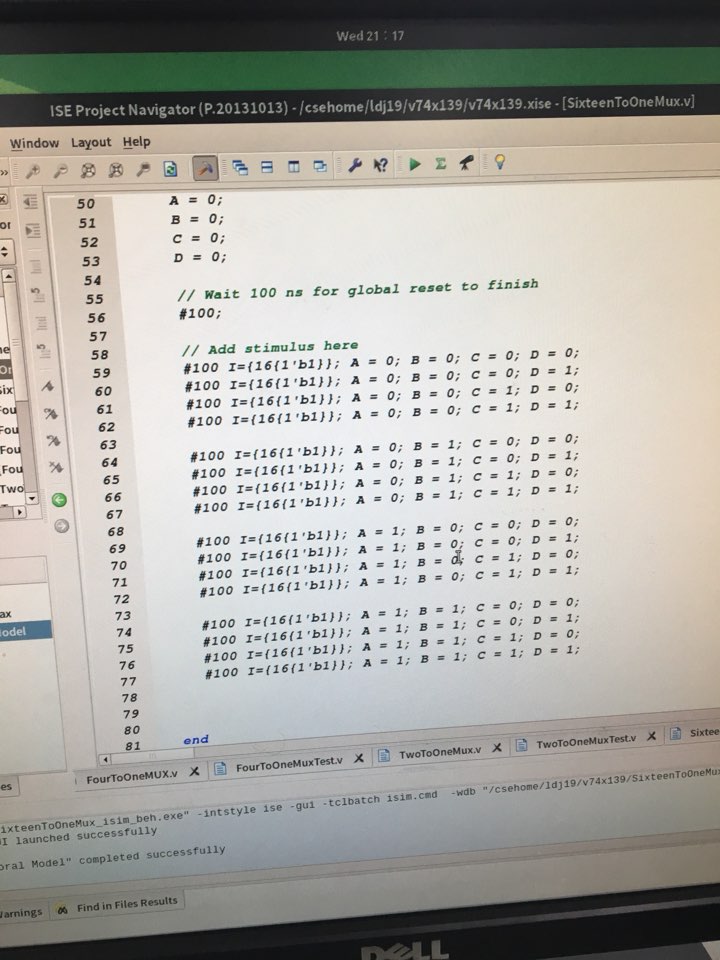 Wed 21 : 17
ISE Project Navigator (P.20131013) - /csehome/ldj19/v74x139/v74x139.xise - [SixteenToOneMux.v]
Window Layout Help
50 A = 0;
51 B = 0;
52 C = 0;
53 D = 0;
54
55 // Wait 100 ns for global reset to finish
56 #100;
57
58 // Add stimulus here
59 #100 I={16{1'b1}}; A = 0; B = 0; C = 0; D = 0;
60 #100 I={16{1'b1}}; A = 0; B = 0; C = 0; D = 1;
61 #100 I={16{1'b1}}; A = 0; B = 0; C = 1; D = 0;
62 #100 I={16{1'b1}}; A = 0; B = 0; C = 1; D = 1;
63
64 #100 I={16{1'b1}}; A = 0; B = 1; C = 0; D = 0;
65 #100 I={16{1'b1}}; A = 0; B = 1; C = 0; D = 1;
66 #100 I={16{1'b1}}; A = 0; B = 1; C = 1; D = 0;
67 #100 I={16{1'b1}}; A = 0; B = 1; C = 1; D = 1;
68
69 #100 I={16{1'b1}}; A = 1; B = 0; C = 0; D = 0;
70 #100 I={16{1'b1}}; A = 1; B = 0; C = 0; D = 1;
71 #100 I={16{1'b1}}; A = 1; B = 0; C = 1; D = 0;
72 #100 I={16{1'b1}}; A = 1; B = 0; C = 1; D = 1;
73
74 #100 I={16{1'b1}}; A = 1; B = 1; C = 0; D = 0;
75 #100 I={16{1'b1}}; A = 1; B = 1; C = 0; D = 1;
76 #100 I={16{1'b1}}; A = 1; B = 1; C = 1; D = 0;
77 #100 I={16{1'b1}}; A = 1; B = 1; C = 1; D = 1;
78
79
80
81 end
or
ne
Or
Six
Fou
Fou
Fou
Fou
Two
ax
odel
es
FourToOneMUX.v FourToOneMuxTest.v TwoToOneMux.v TwoToOneMuxTest.v Sixtee
ixteenToOneMux_isim_beh.exe" -intstyle ise -gui -tclbatch isim.cmd -wdb "/csehome/ldj19/v74x139/SixteenToOneMu
UI launched successfully
oral Model" completed successfully
Warnings Find in Files Results
DELL